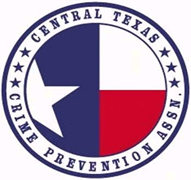 CENTRAL TEXAS
CRIME PREVENTION ASSN.